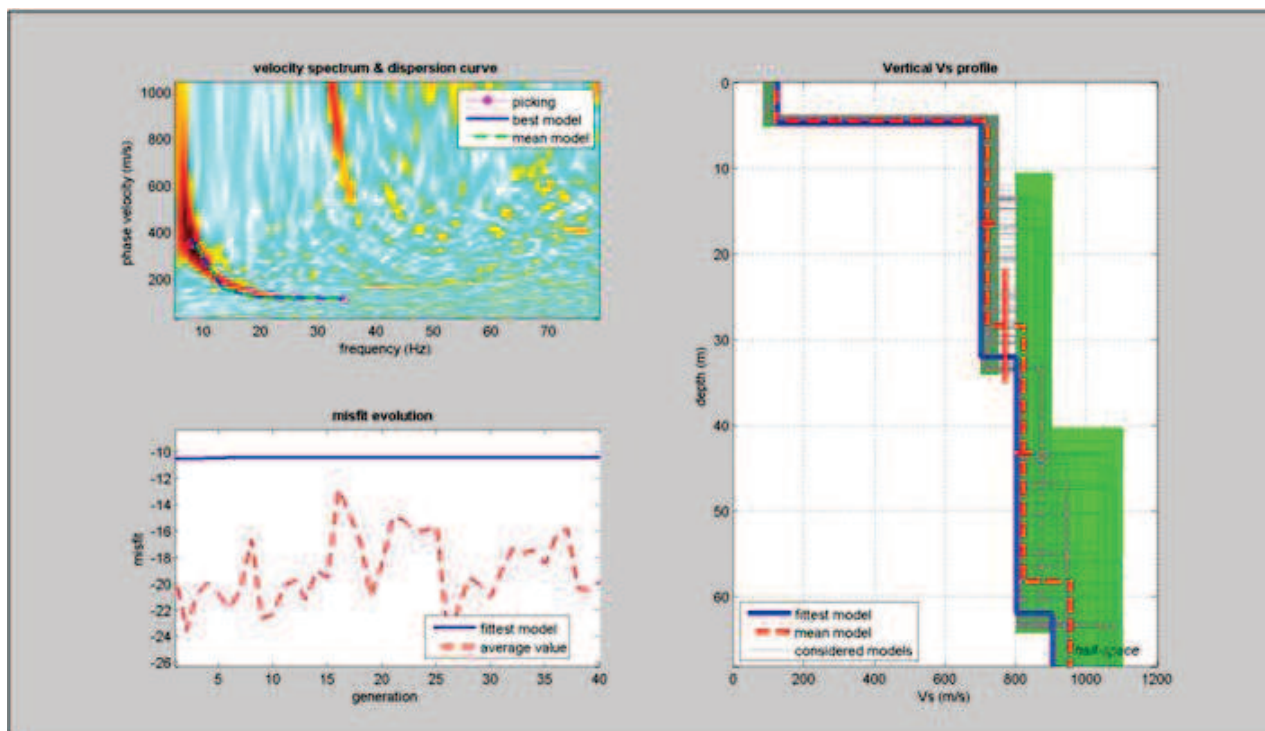 velocity spectrum & dispersion curve
1000
800
600
400
200
phase velocity (m/s)
picking
best model
mean model
10 20 30 40 50 60 70
frequency (Hz)
misfit evolution
-10
-12
-14
-16
-18
-20
-22
-24
-26
misfit
fittest model
average value
5 10 15 20 25 30 35 40
generation
Vertical Vs profile
0
10
20
30
40
50
60
depth (m)
fittest model
mean model
considered models
half-space
0 200 400 600 800 1000 1200
Vs (m/s)